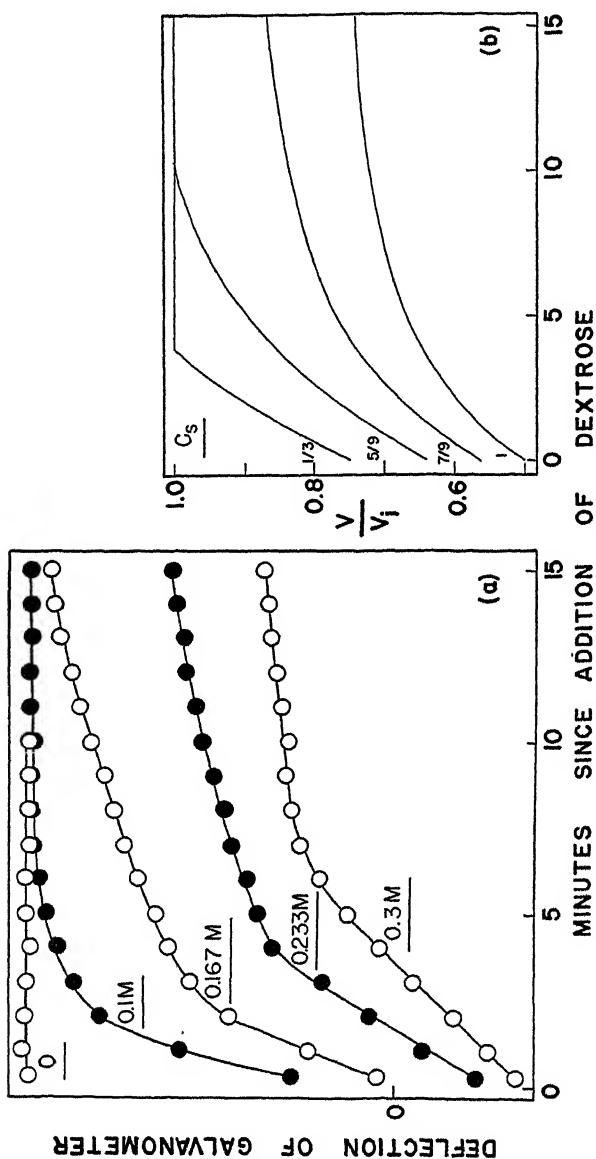 DEFLECTION OF GALVANOMETER
0
0
0.1M
0.167 M
0.233M
0.3 M
(a)
0
5
10
15
V
Vj
1.0
0.8
0.6
Cs
1/3
5/9
7/9
1
(b)
0
5
10
15
MINUTES SINCE ADDITION OF DEXTROSE